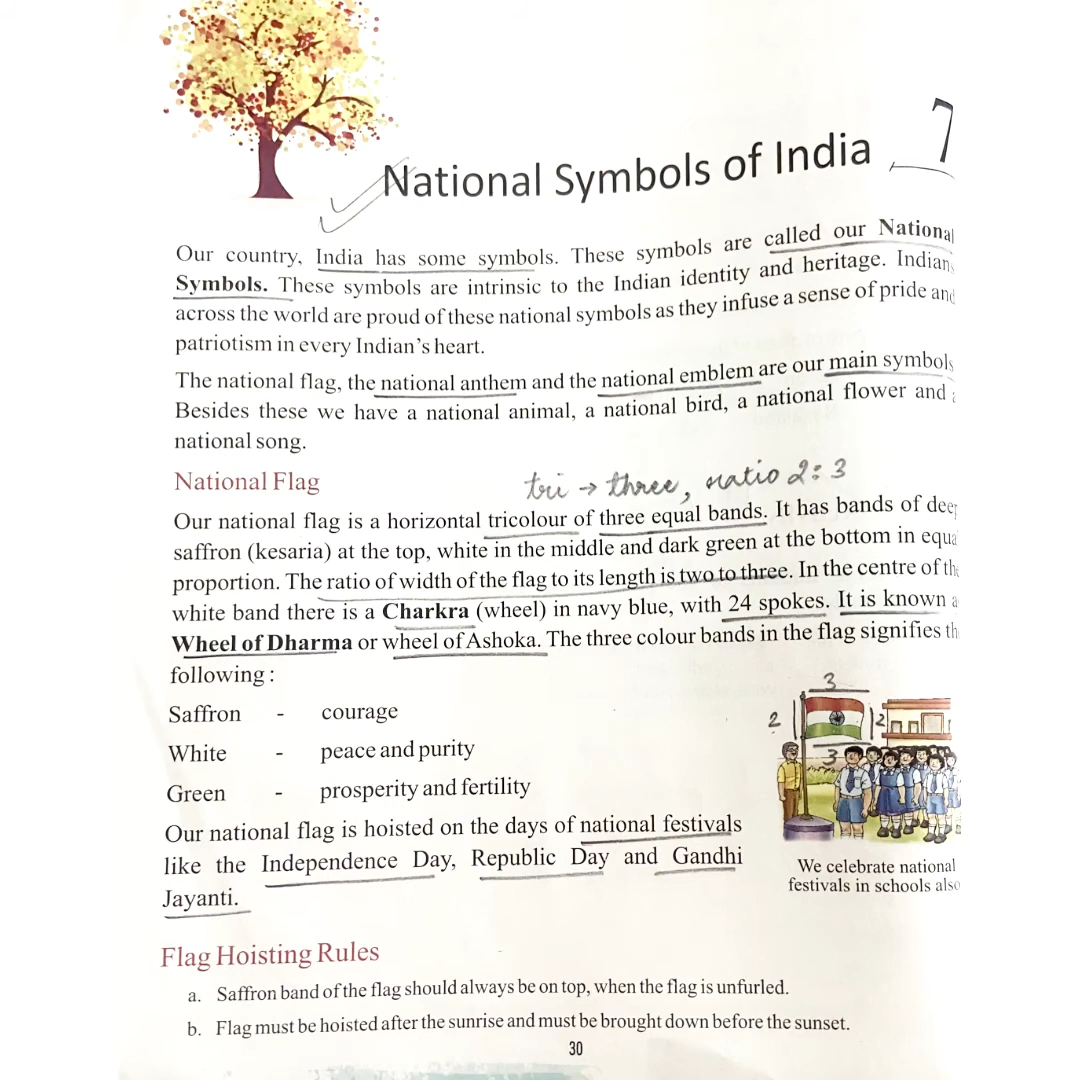 7
National Symbols of India
Our country, India has some symbols. These symbols are called our National
Symbols. These symbols are intrinsic to the Indian identity and heritage. Indians
across the world are proud of these national symbols as they infuse a sense of pride and
patriotism in every Indian's heart.
The national flag, the national anthem and the national emblem are our main symbols
Besides these we have a national animal, a national bird, a national flower and a
national song.
National Flag
tri → three, ratio 2:3
Our national flag is a horizontal tricolour of three equal bands. It has bands of deep
saffron (kesaria) at the top, white in the middle and dark green at the bottom in equa
proportion. The ratio of width of the flag to its length is two to three. In the centre of the
white band there is a Charkra (wheel) in navy blue, with 24 spokes. It is known a
Wheel of Dharma or wheel of Ashoka. The three colour bands in the flag signifies th
following :
Saffron - courage
White - peace and purity
Green - prosperity and fertility
3
2 2
3
We celebrate national
festivals in schools also
Our national flag is hoisted on the days of national festivals
like the Independence Day, Republic Day and Gandhi
Jayanti.
Flag Hoisting Rules
a. Saffron band of the flag should always be on top, when the flag is unfurled.
b. Flag must be hoisted after the sunrise and must be brought down before the sunset.
30